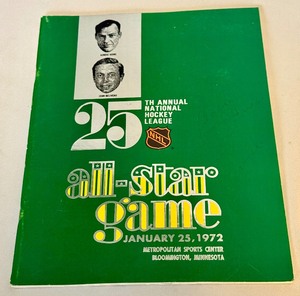 25
TH ANNUAL
NATIONAL
HOCKEY
LEAGUE
NHL
all-star
game
JANUARY 25, 1972
METROPOLITAN SPORTS CENTER
BLOOMINGTON, MINNESOTA